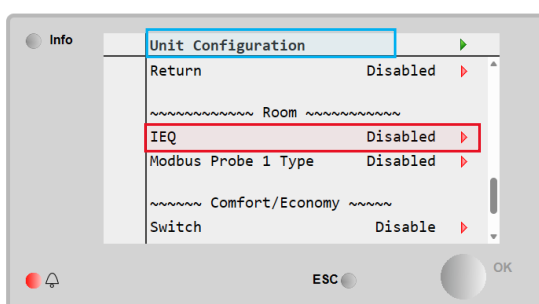 Info
Unit Configuration
Return Disabled
~~~~~~~~~~~~ Room ~~~~~~~~~~~
IEQ Disabled
Modbus Probe 1 Type Disabled
~~~~~~ Comfort/Economy ~~~~~
Switch Disable
ESC
OK